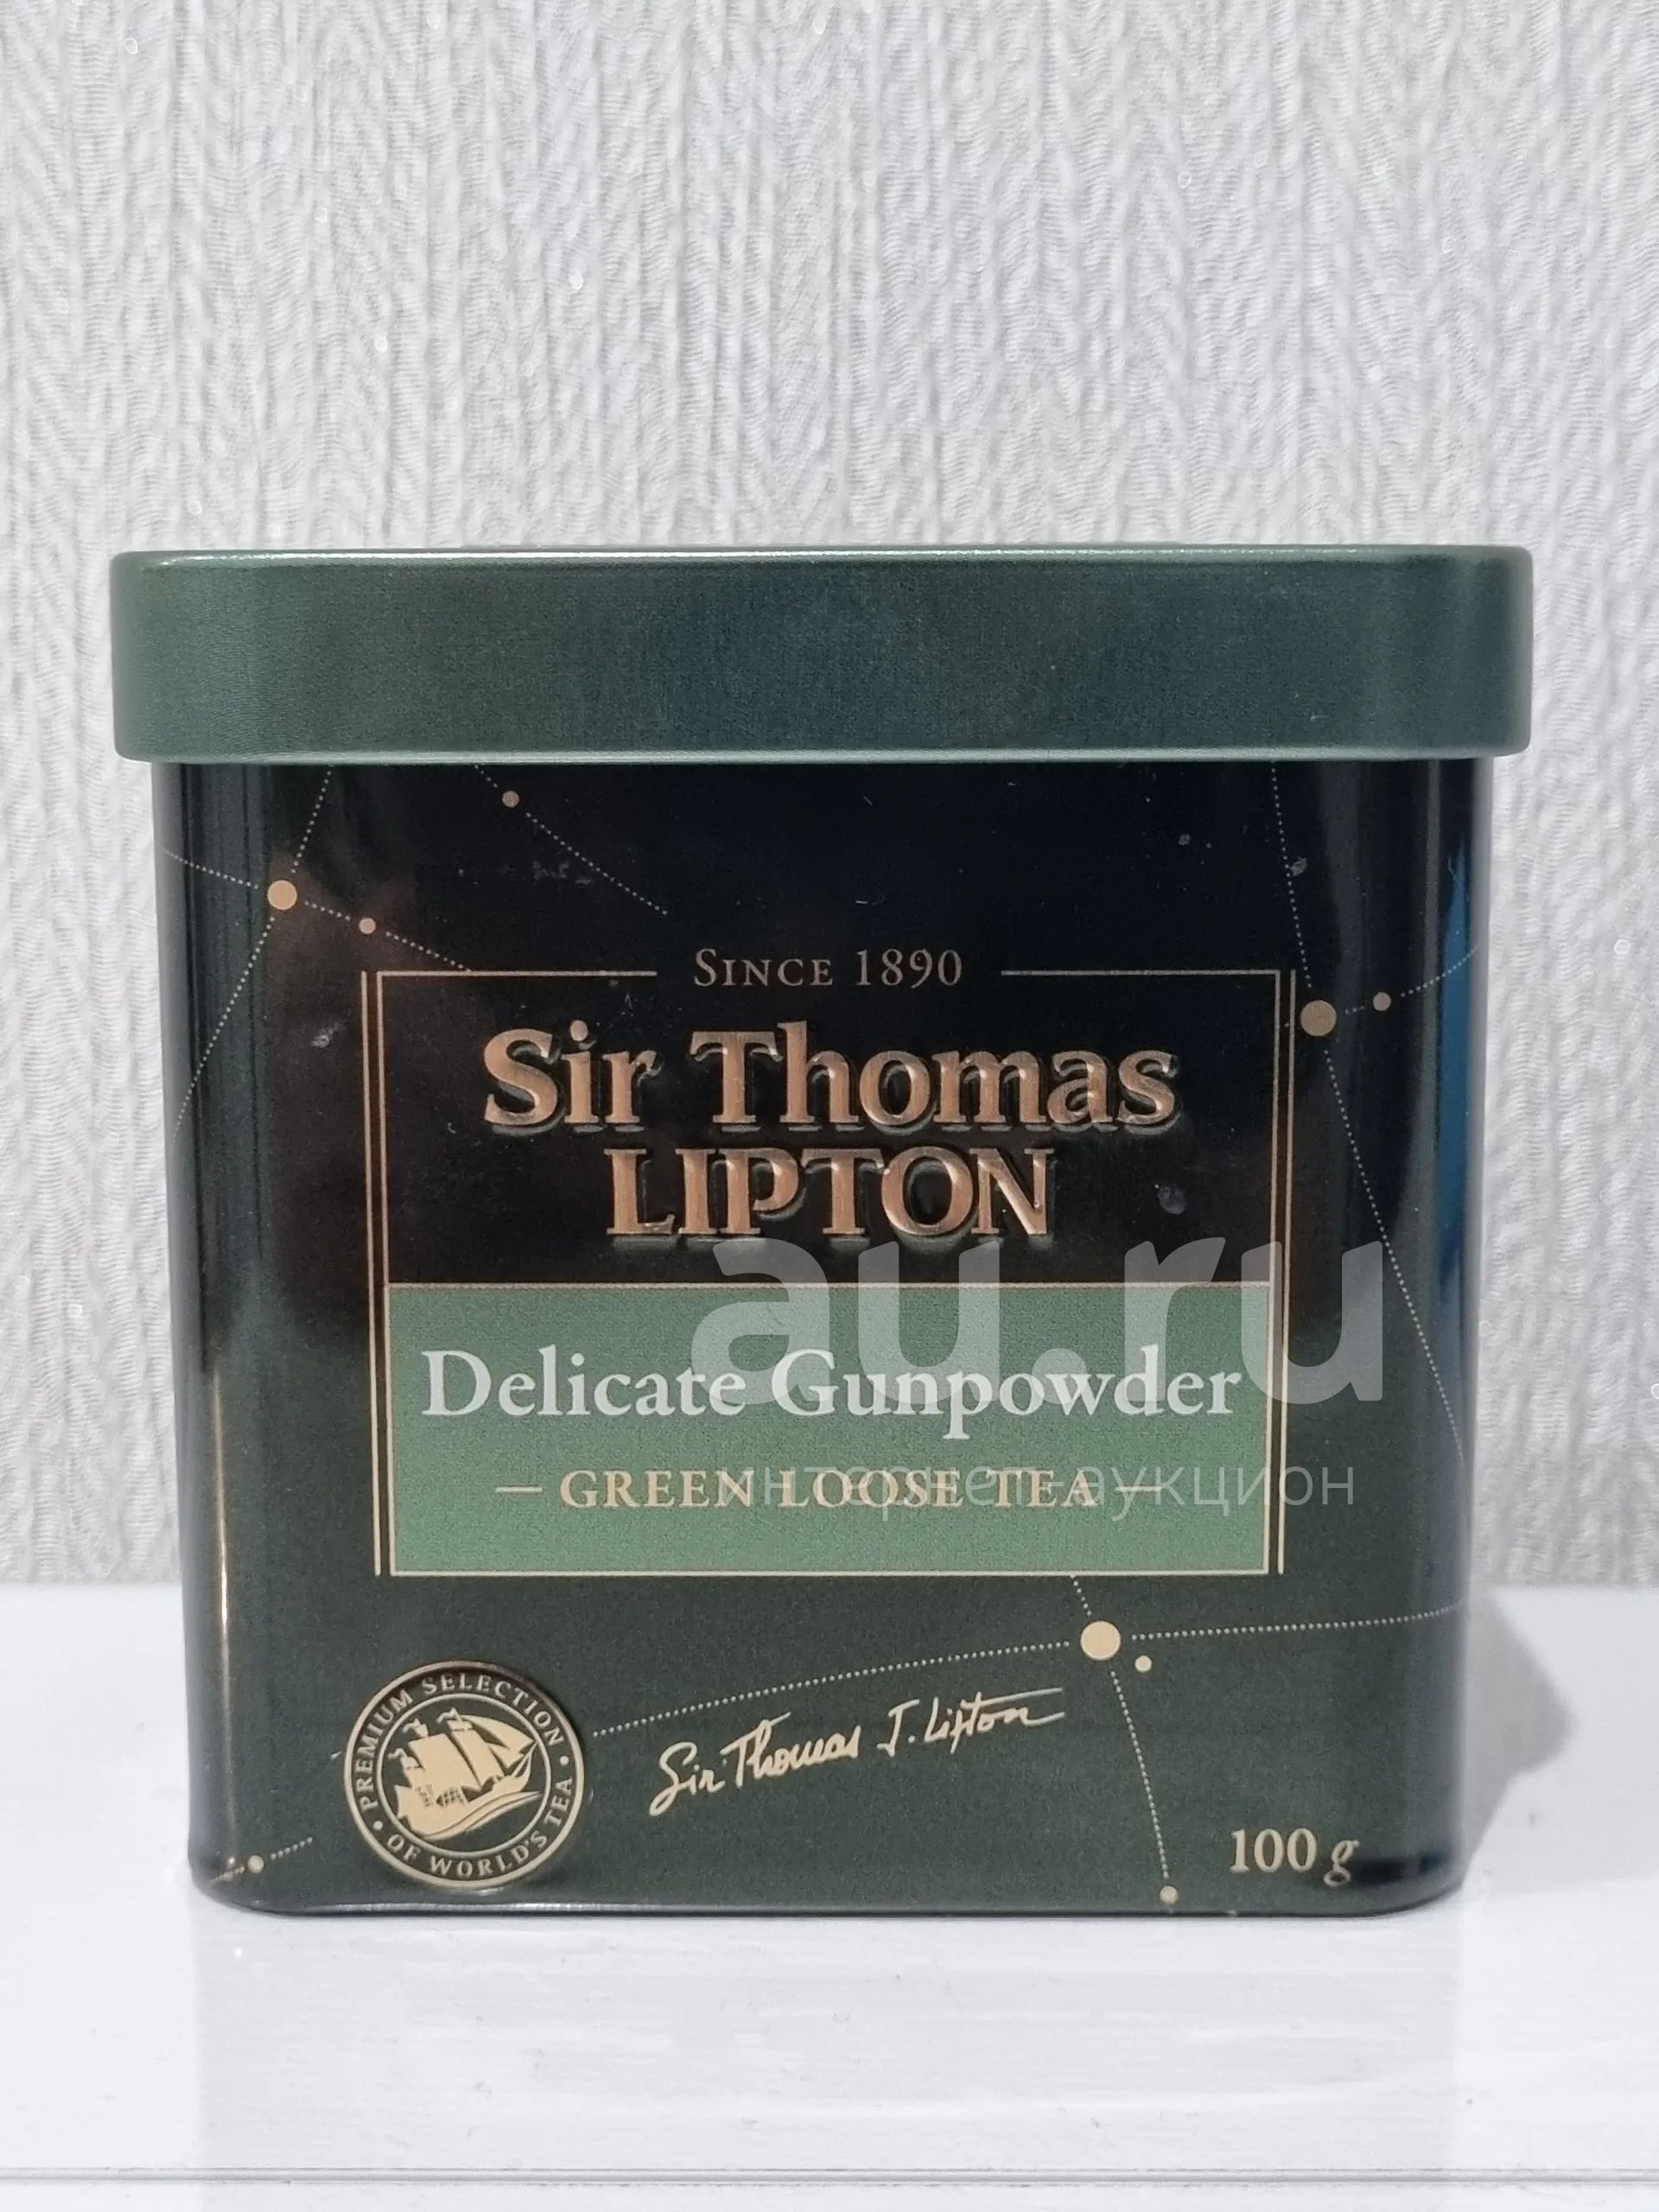 SINCE 1890
Sir Thomas
LIPTON
au.ru
Delicate Gunpowder
— GREEN LOOSE TEA —
интернет-аукцион
PREMIUM SELECTION
• OF WORLD'S TEA •
Sir Thomas J. Lipton
100 g